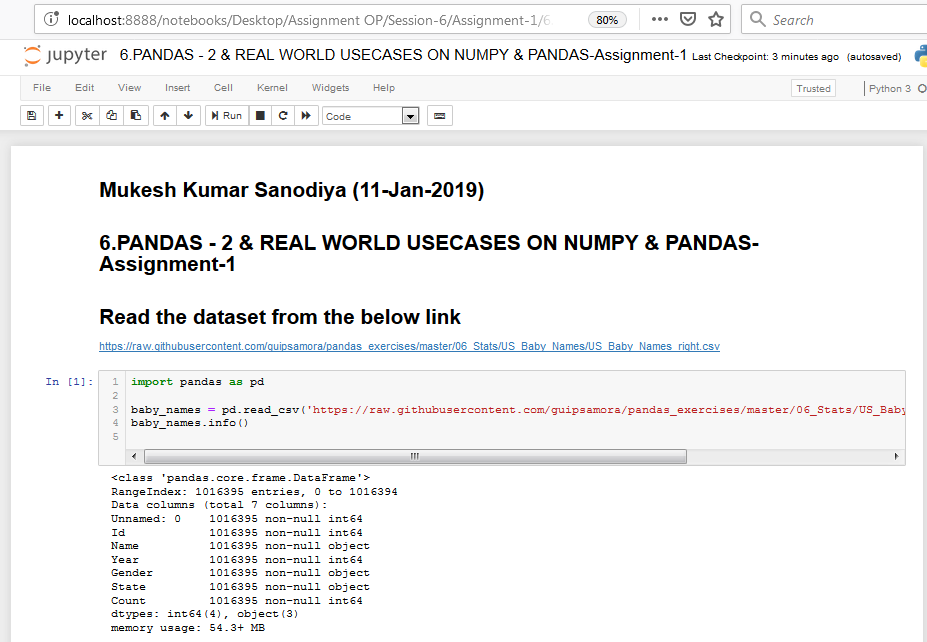 localhost:8888/notebooks/Desktop/Assignment OP/Session-6/Assignment-1/6 80% Search
jupyter 6.PANDAS - 2 & REAL WORLD USECASES ON NUMPY & PANDAS-Assignment-1 Last Checkpoint: 3 minutes ago (autosaved)
File Edit View Insert Cell Kernel Widgets Help Trusted Python 3
Run Code
Mukesh Kumar Sanodiya (11-Jan-2019)
6.PANDAS - 2 & REAL WORLD USECASES ON NUMPY & PANDAS-
Assignment-1
Read the dataset from the below link
https://raw.githubusercontent.com/guipsamora/pandas_exercises/master/06_Stats/US_Baby_Names/US_Baby_Names_right.csv
In [1]: 1 import pandas as pd
2
3 baby_names = pd.read_csv('https://raw.githubusercontent.com/guipsamora/pandas_exercises/master/06_Stats/US_Baby
4 baby_names.info()
5
<class 'pandas.core.frame.DataFrame'>
RangeIndex: 1016395 entries, 0 to 1016394
Data columns (total 7 columns):
Unnamed: 0 1016395 non-null int64
Id 1016395 non-null int64
Name 1016395 non-null object
Year 1016395 non-null int64
Gender 1016395 non-null object
State 1016395 non-null object
Count 1016395 non-null int64
dtypes: int64(4), object(3)
memory usage: 54.3+ MB